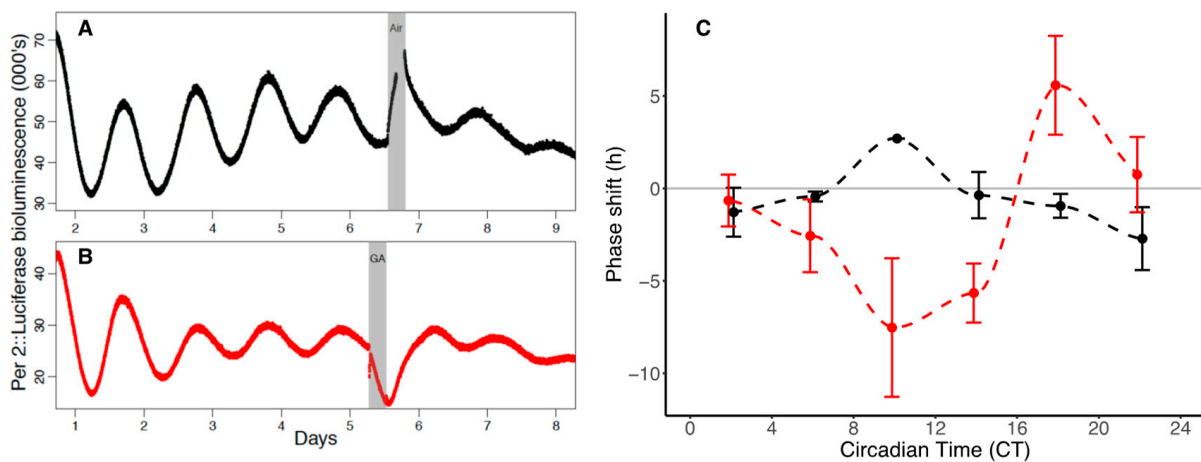 Per 2::Luciferase bioluminescence (000's)
A
Air
70
60
50
40
30
2 3 4 5 6 7 8 9
B
GA
40
30
20
1 2 3 4 5 6 7 8
Days
C
Phase shift (h)
5
0
−5
−10
0 4 8 12 16 20 24
Circadian Time (CT)